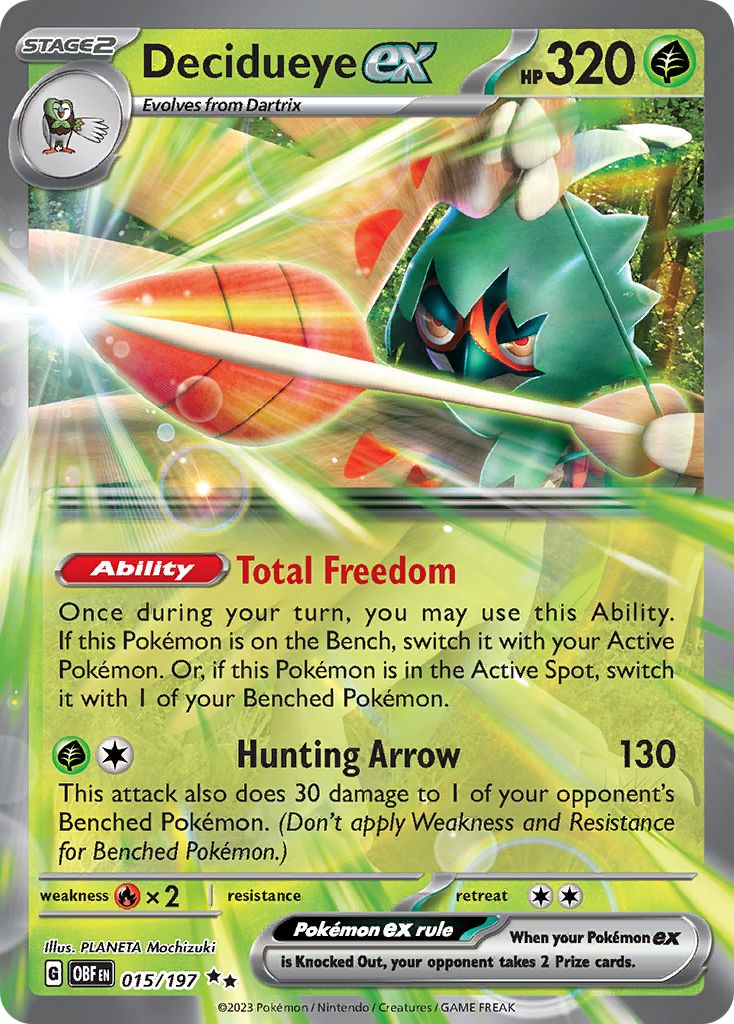 STAGE2
Decidueye ex
HP 320
Evolves from Dartrix
Ability Total Freedom
Once during your turn, you may use this Ability.
If this Pokémon is on the Bench, switch it with your Active
Pokémon. Or, if this Pokémon is in the Active Spot, switch
it with 1 of your Benched Pokémon.
Hunting Arrow 130
This attack also does 30 damage to 1 of your opponent's
Benched Pokémon. (Don't apply Weakness and Resistance
for Benched Pokémon.)
weakness ×2 resistance retreat
Illus. PLANETA Mochizuki
Pokémon ex rule When your Pokémon ex
is Knocked Out, your opponent takes 2 Prize cards.
G OBF EN 015/197 ★★
©2023 Pokémon / Nintendo / Creatures / GAME FREAK